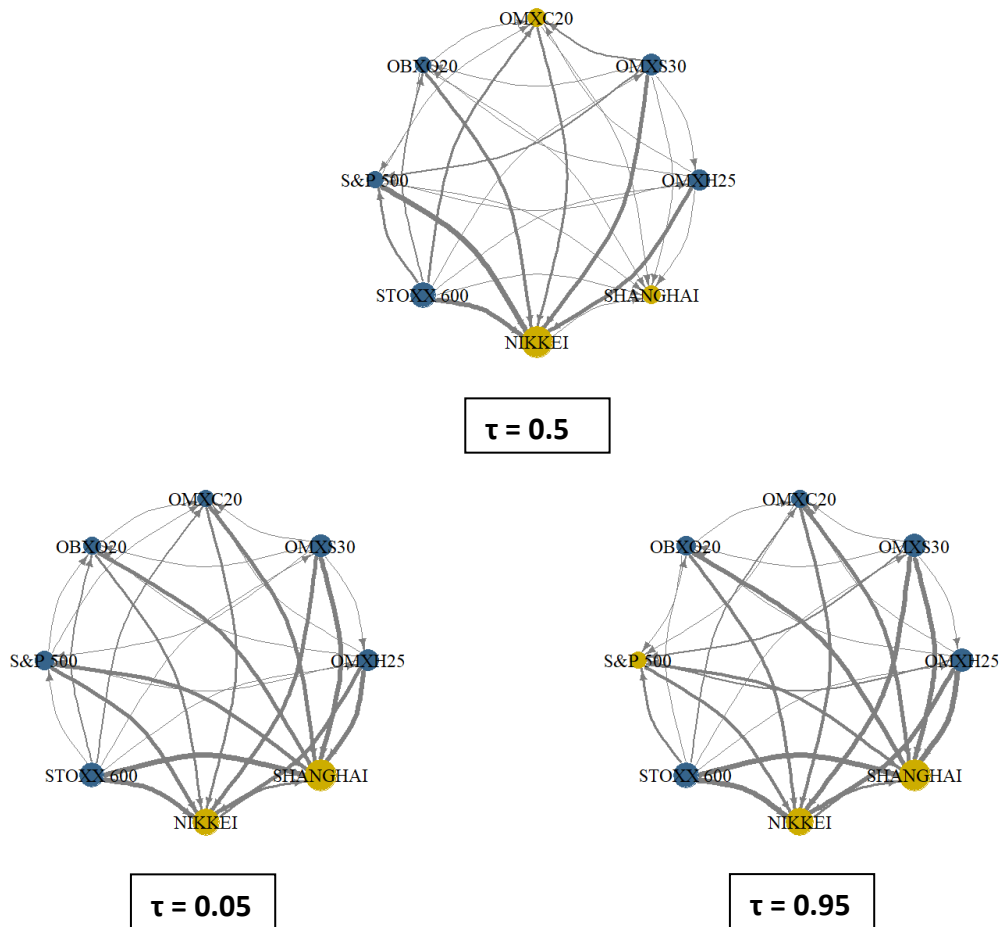 OMXC20
OBXO20
OMXS30
S&P 500
OMXH25
STOXX 600
SHANGHAI
NIKKEI
τ = 0.5
OMXC20
OBXO20
OMXS30
S&P 500
OMXH25
STOXX 600
SHANGHAI
NIKKEI
τ = 0.05
OMXC20
OBXO20
OMXS30
S&P 500
OMXH25
STOXX 600
SHANGHAI
NIKKEI
τ = 0.95